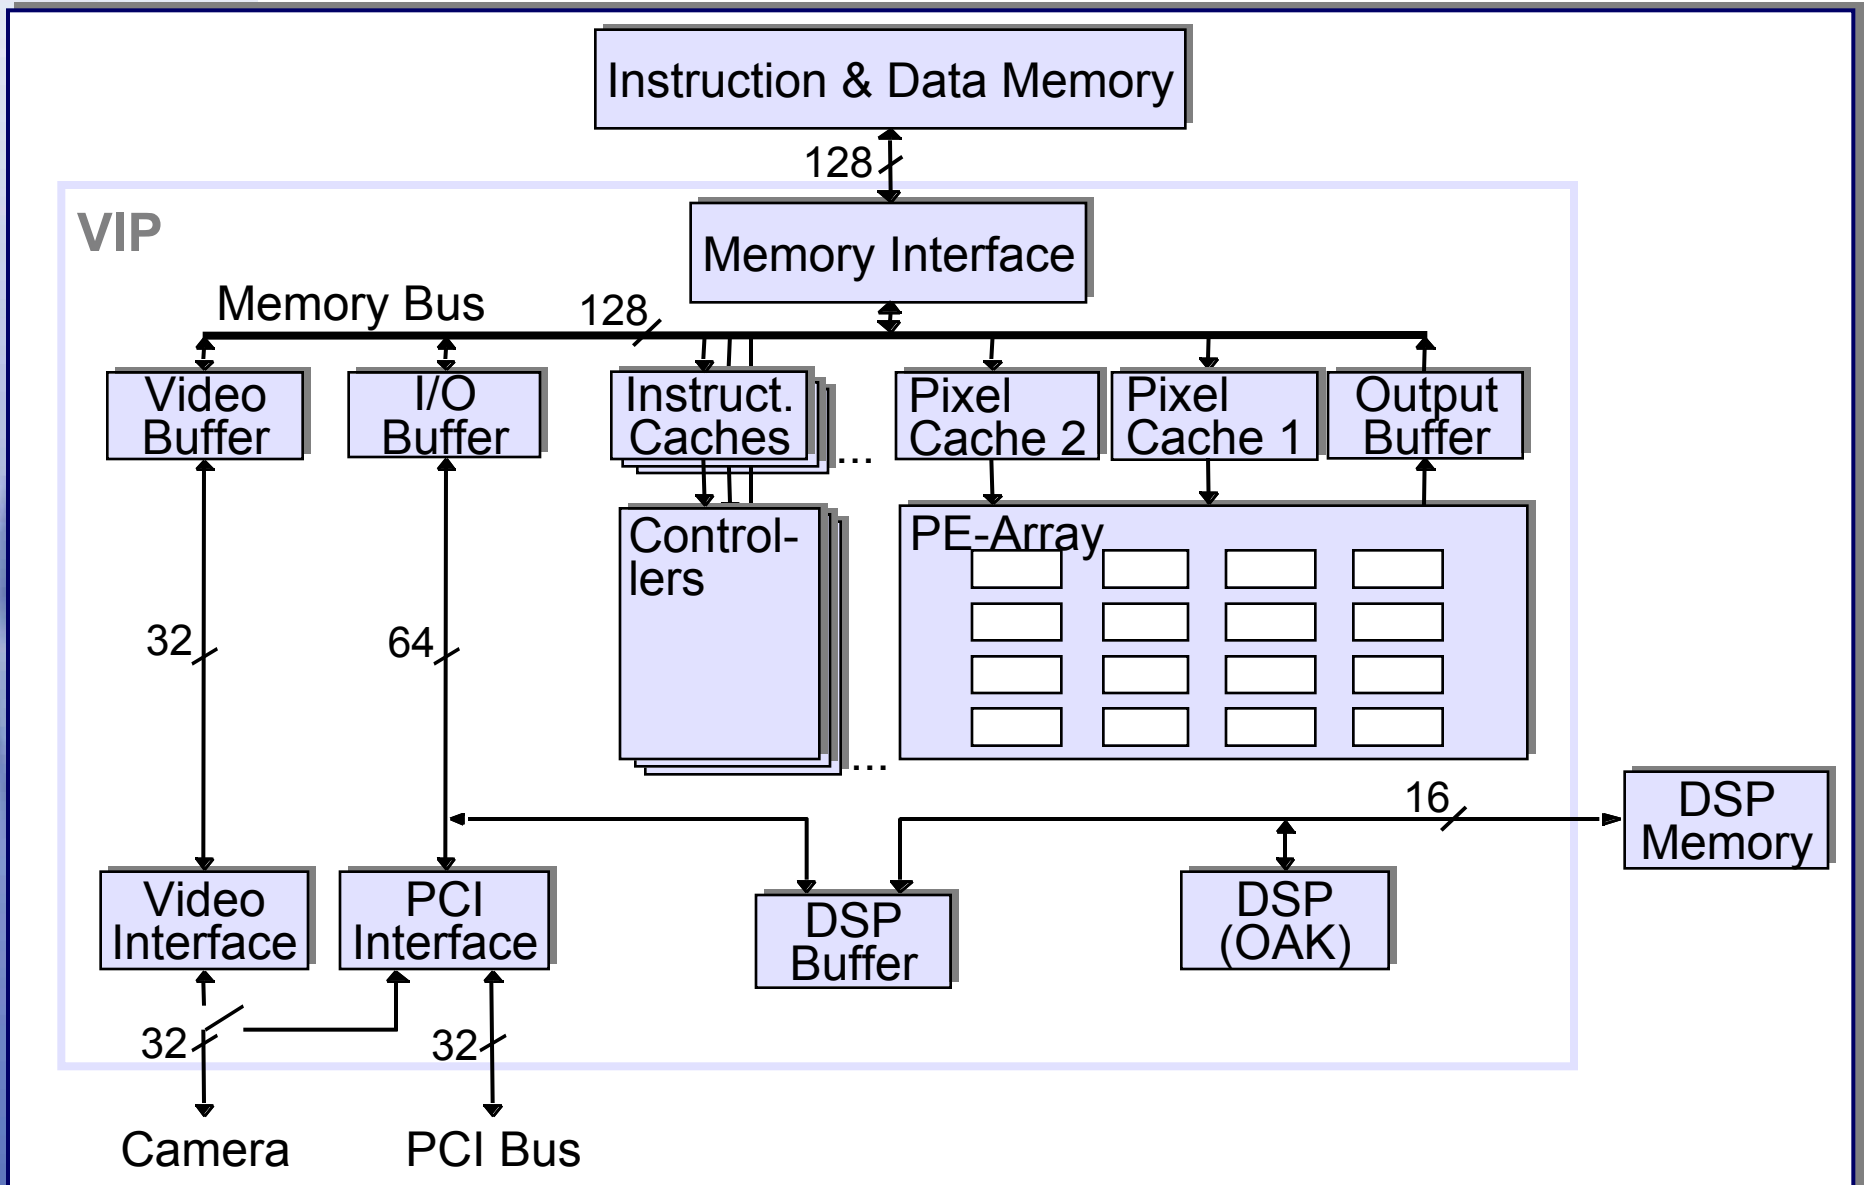 Instruction & Data Memory
128
VIP
Memory Interface
Memory Bus
128
Video
Buffer
I/O
Buffer
Instruct.
Caches
...
Pixel
Cache 2
Pixel
Cache 1
Output
Buffer
Control-
lers
...
PE-Array
32
64
16
DSP
Memory
Video
Interface
PCI
Interface
DSP
Buffer
DSP
(OAK)
32
32
Camera
PCI Bus